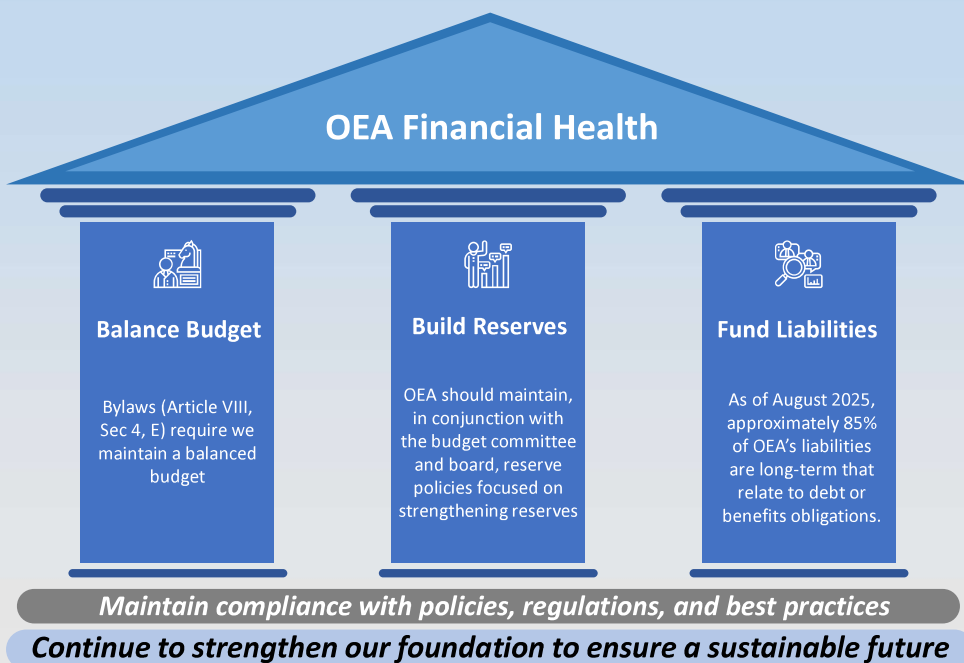 OEA Financial Health
Balance Budget
Bylaws (Article VIII,
Sec 4, E) require we
maintain a balanced
budget
Build Reserves
OEA should maintain,
in conjunction with
the budget committee
and board, reserve
policies focused on
strengthening reserves
Fund Liabilities
As of August 2025,
approximately 85%
of OEA’s liabilities
are long-term that
relate to debt or
benefits obligations.
Maintain compliance with policies, regulations, and best practices
Continue to strengthen our foundation to ensure a sustainable future